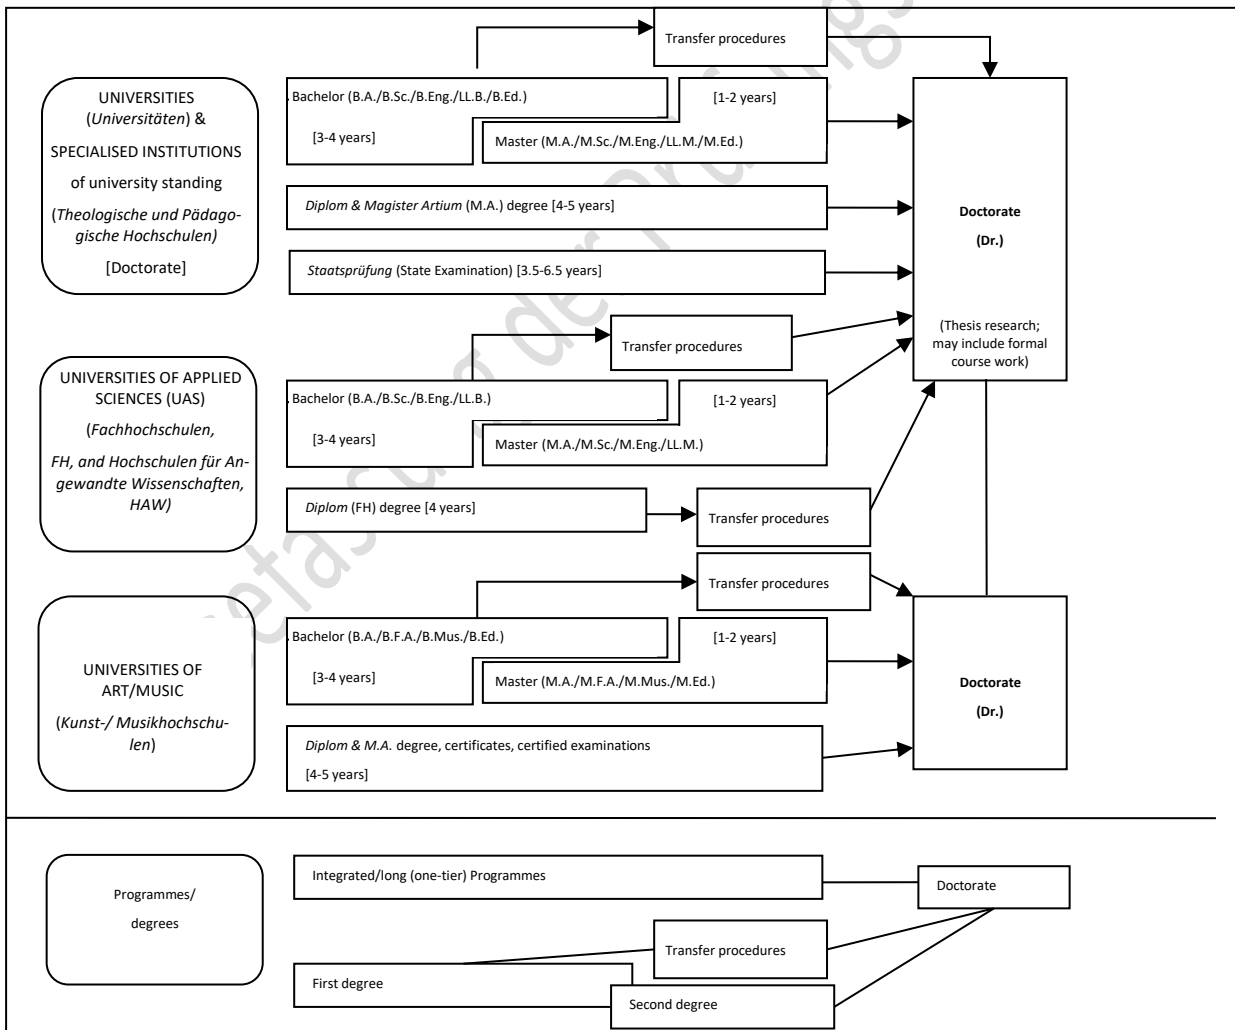 Transfer procedures
UNIVERSITIES
(Universitäten) &
SPECIALISED INSTITUTIONS
of university standing
(Theologische und Pädago-
gische Hochschulen)
[Doctorate]
Bachelor (B.A./B.Sc./B.Eng./LL.B./B.Ed.)
[3-4 years]
[1-2 years]
Master (M.A./M.Sc./M.Eng./LL.M./M.Ed.)
Diplom & Magister Artium (M.A.) degree [4-5 years]
Staatsprüfung (State Examination) [3.5-6.5 years]
Doctorate
(Dr.)
(Thesis research;
may include formal
course work)
Transfer procedures
UNIVERSITIES OF APPLIED
SCIENCES (UAS)
(Fachhochschulen,
FH, and Hochschulen für An-
gewandte Wissenschaften,
HAW)
Bachelor (B.A./B.Sc./B.Eng./LL.B.)
[3-4 years]
[1-2 years]
Master (M.A./M.Sc./M.Eng./LL.M.)
Diplom (FH) degree [4 years]
Transfer procedures
Transfer procedures
UNIVERSITIES OF
ART/MUSIC
(Kunst-/ Musikhochschu-
len)
Bachelor (B.A./B.F.A./B.Mus./B.Ed.)
[3-4 years]
[1-2 years]
Master (M.A./M.F.A./M.Mus./M.Ed.)
Diplom & M.A. degree, certificates, certified examinations
[4-5 years]
Doctorate
(Dr.)
Programmes/
degrees
Integrated/long (one-tier) Programmes
Doctorate
Transfer procedures
First degree
Second degree